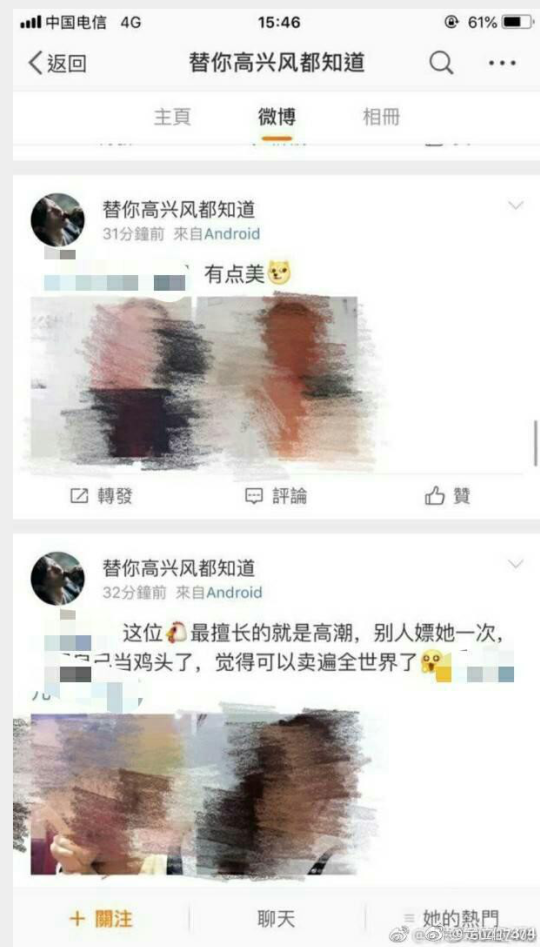 中国电信 4G 15:46 61%
返回 替你高兴风都知道
主頁 微博 相冊
替你高兴风都知道
31分鐘前 來自Android
有点美
轉發 評論 贊
替你高兴风都知道
32分鐘前 來自Android
这位🐔最擅长的就是高潮，别人嫖她一次，
自己当鸡头了，觉得可以卖遍全世界了
+ 關注 聊天 她的熱門